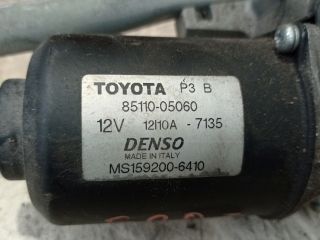 TOYOTA P3 B
85110-05060
12V 12I10A - 7135
DENSO
MADE IN ITALY
MS159200-6410